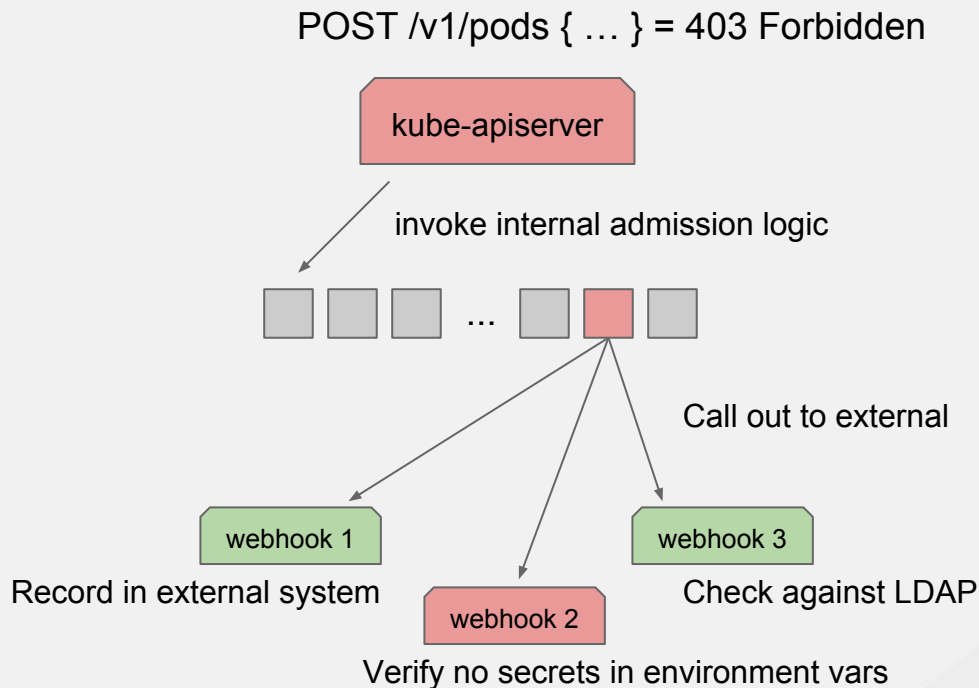 POST /v1/pods { … } = 403 Forbidden
kube-apiserver
invoke internal admission logic
...
Call out to external
webhook 1
webhook 3
Record in external system
Check against LDAP
webhook 2
Verify no secrets in environment vars